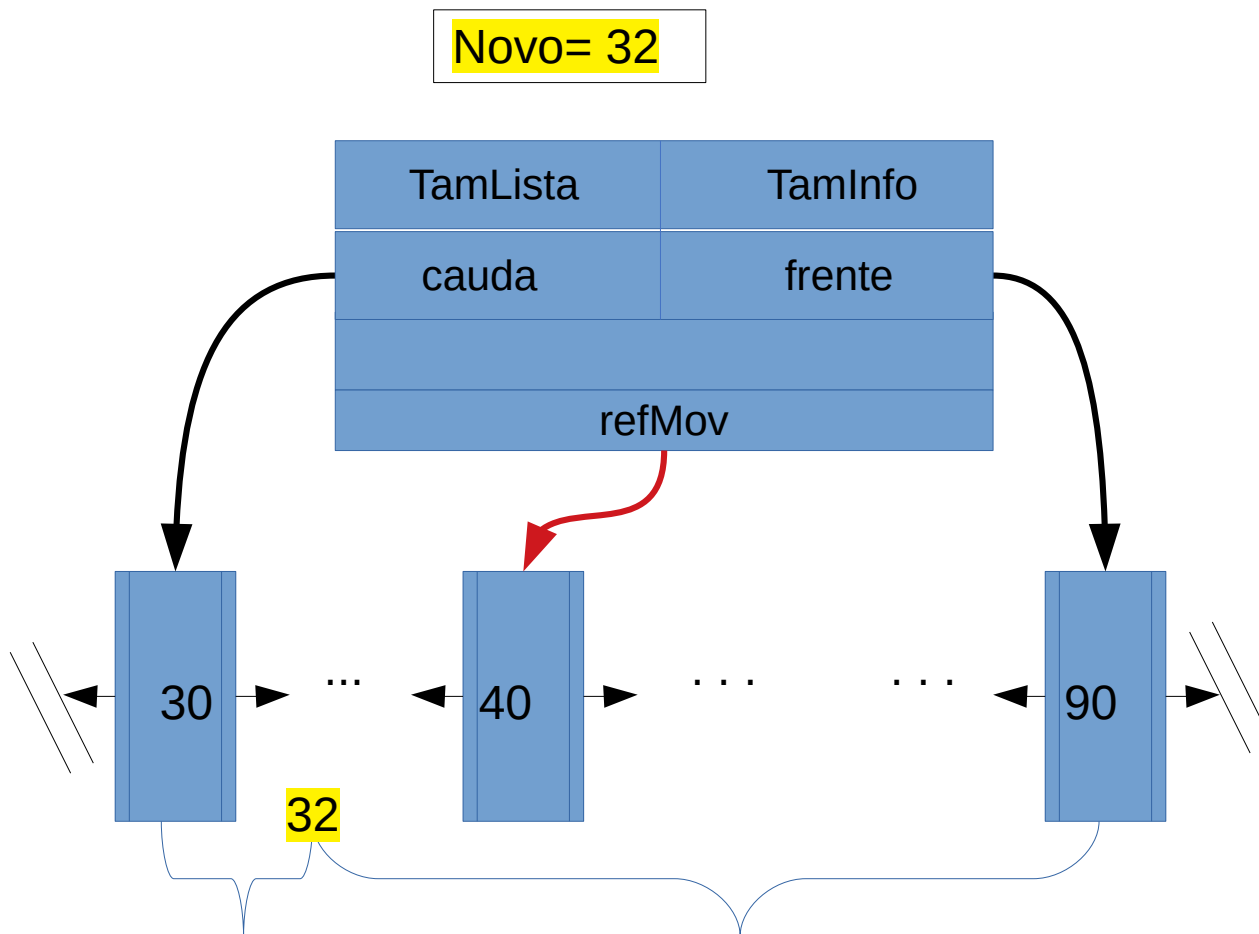 Novo= 32
TamLista TamInfo
cauda frente
refMov
30 ... 40 . . . . . . 90
32